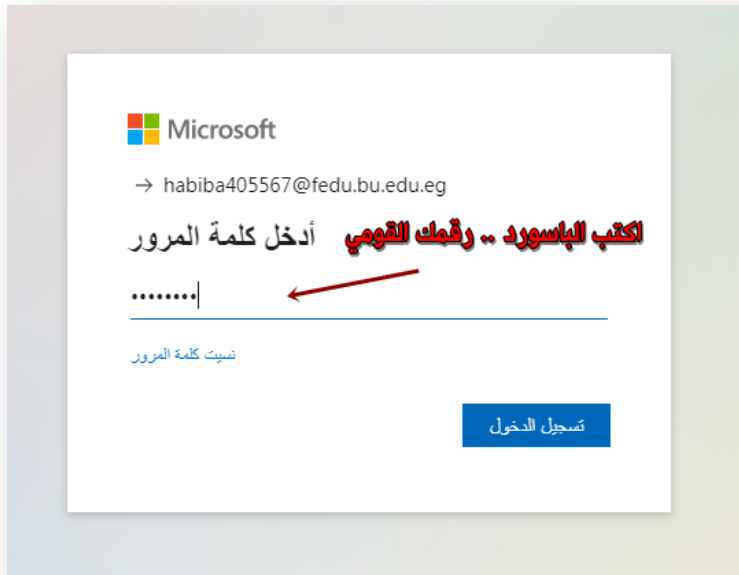 Microsoft
→ habiba405567@fedu.bu.edu.eg
أدخل كلمة المرور
اكتب الباسورد .. رقمك القومي
••••••••
نسيت كلمة المرور
تسجيل الدخول